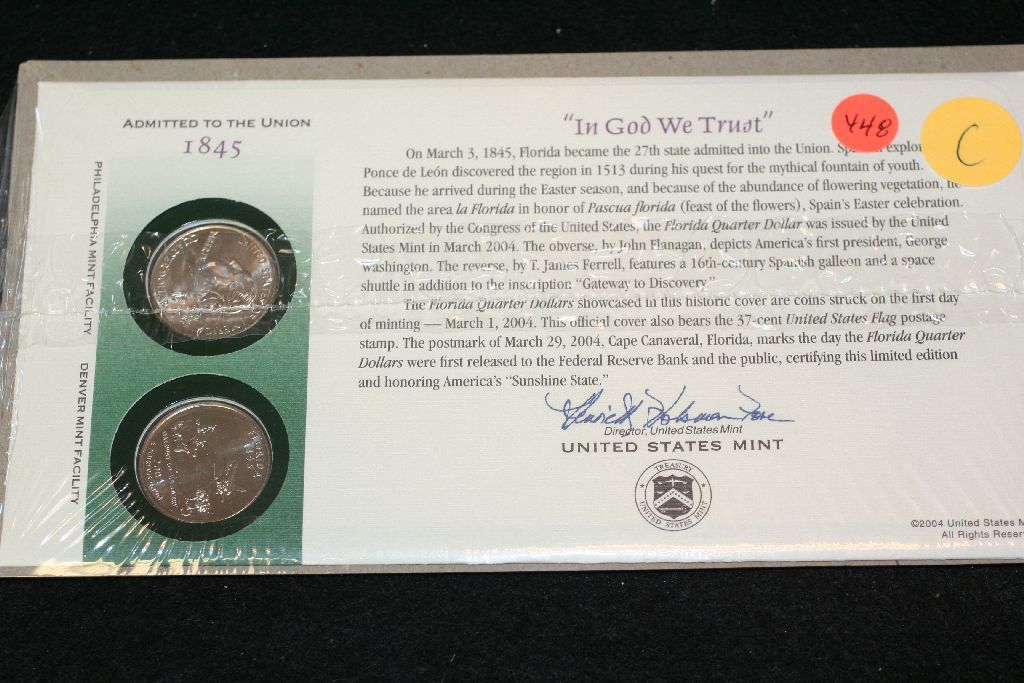 ADMITTED TO THE UNION
1845
PHILADELPHIA MINT FACILITY
DENVER MINT FACILITY
FLORIDA
1845
"In God We Trust"
448
C
On March 3, 1845, Florida became the 27th state admitted into the Union.
Ponce de León discovered the region in 1513 during his quest for the mythical fountain of youth.
Because he arrived during the Easter season, and because of the abundance of flowering vegetation, he
named the area la Florida in honor of Pascua florida (feast of the flowers), Spain's Easter celebration.
Authorized by the Congress of the United States, the Florida Quarter Dollar was issued by the United
States Mint in March 2004. The obverse, by John Flanagan, depicts America's first president, George
Washington. The reverse, by T. James Ferrell, features a 16th-century Spanish galleon and a space
shuttle in addition to the inscription "Gateway to Discovery"
The Florida Quarter Dollars showcased in this historic cover are coins struck on the first day
of minting — March 1, 2004. This official cover also bears the 37-cent United States Flag postage
stamp. The postmark of March 29, 2004, Cape Canaveral, Florida, marks the day the Florida Quarter
Dollars were first released to the Federal Reserve Bank and the public, certifying this limited edition
and honoring America's "Sunshine State."
Director, United States Mint
UNITED STATES MINT
TREASURY
UNITED STATES MINT
©2004 United States M
All Rights Reser